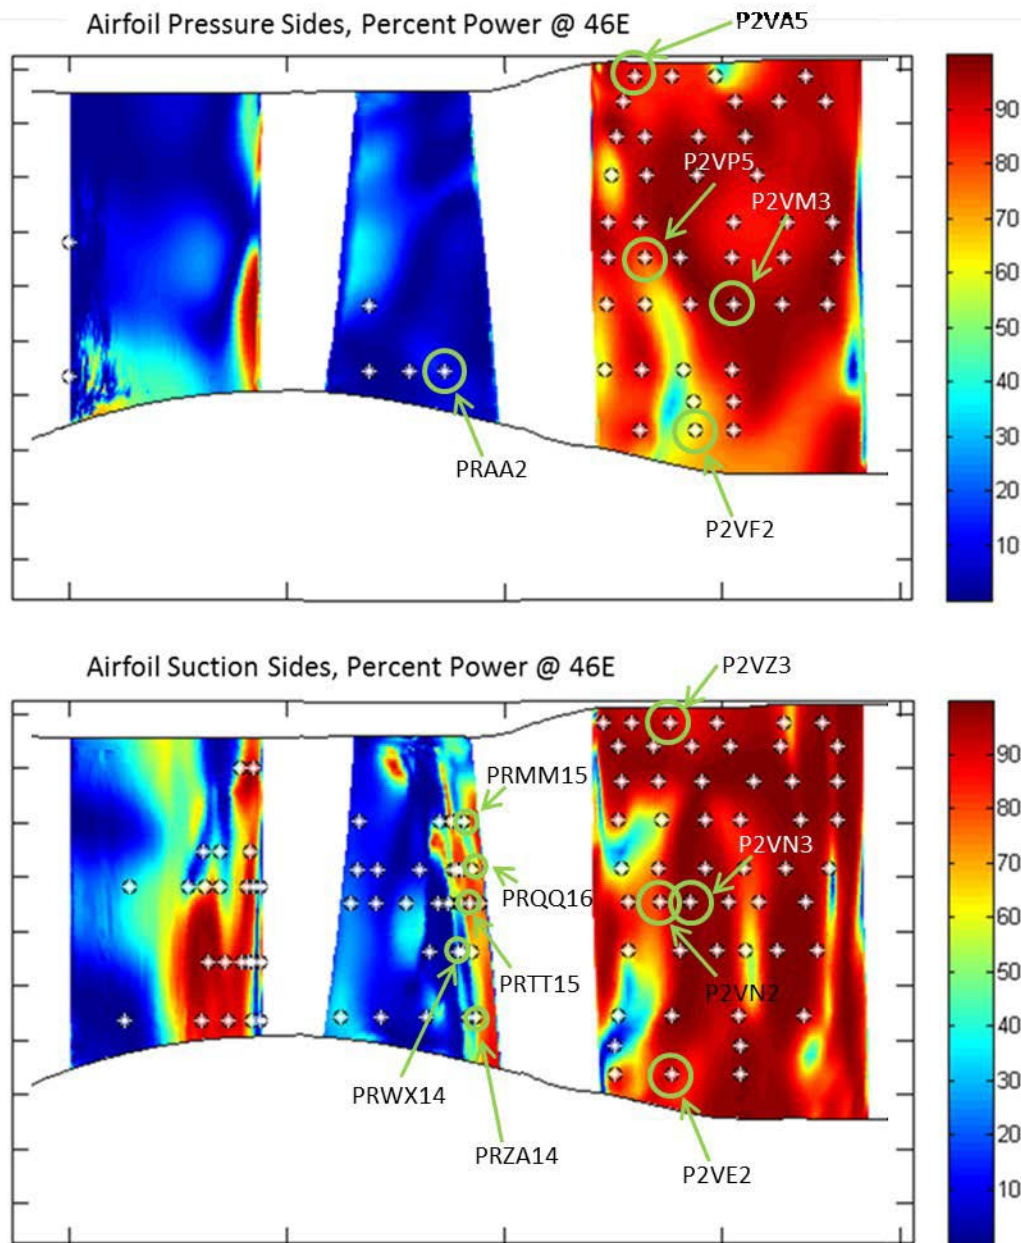 Airfoil Pressure Sides, Percent Power @ 46E
P2VA5
90
80
P2VP5
70
P2VM3
60
50
40
30
PRAA2
20
P2VF2
10
Airfoil Suction Sides, Percent Power @ 46E
P2VZ3
90
PRMM15
80
P2VN3
70
PRQQ16
60
PRTT15
P2VN2
50
40
PRWX14
30
PRZA14
P2VE2
20
10